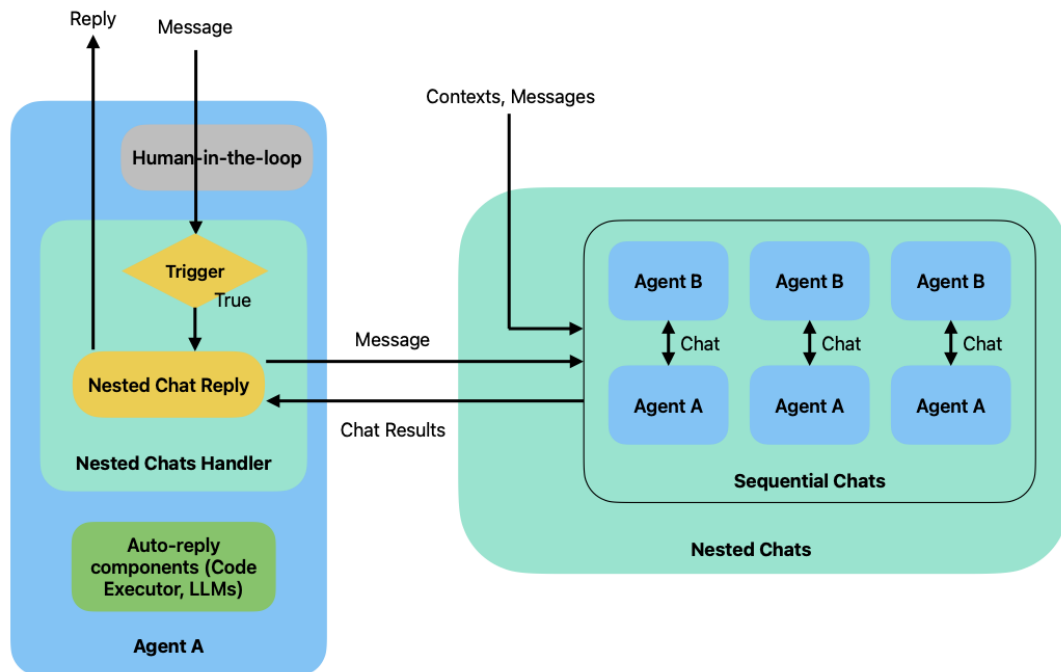 Reply
Message
Human-in-the-loop
Trigger
True
Nested Chat Reply
Nested Chats Handler
Auto-reply
components (Code
Executor, LLMs)
Agent A
Message
Chat Results
Contexts, Messages
Agent B
Agent B
Agent B
Chat
Chat
Chat
Agent A
Agent A
Agent A
Sequential Chats
Nested Chats